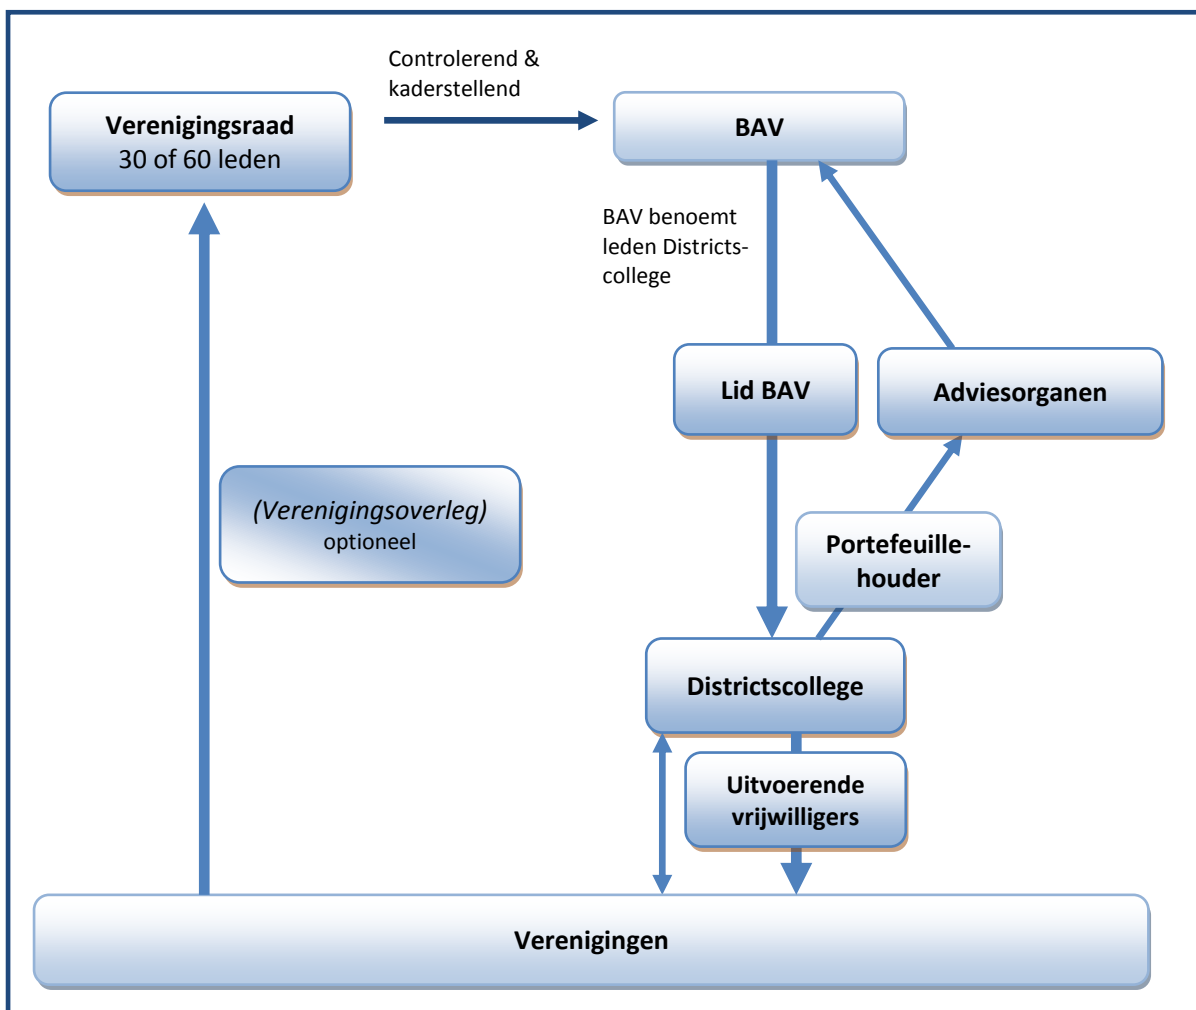 Controlerend &
kaderstellend
Verenigingsraad
30 of 60 leden
BAV
BAV benoemt
leden Districts-
college
Lid BAV
Adviesorganen
(Verenigingsoverleg)
optioneel
Portefeuille-
houder
Districtscollege
Uitvoerende
vrijwilligers
Verenigingen